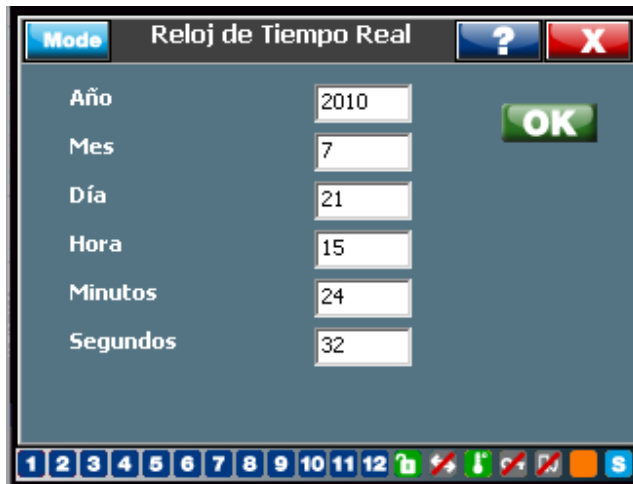 Mode Reloj de Tiempo Real ? X
Año 2010
OK
Mes 7
Día 21
Hora 15
Minutos 24
Segundos 32
1 2 3 4 5 6 7 8 9 10 11 12 S